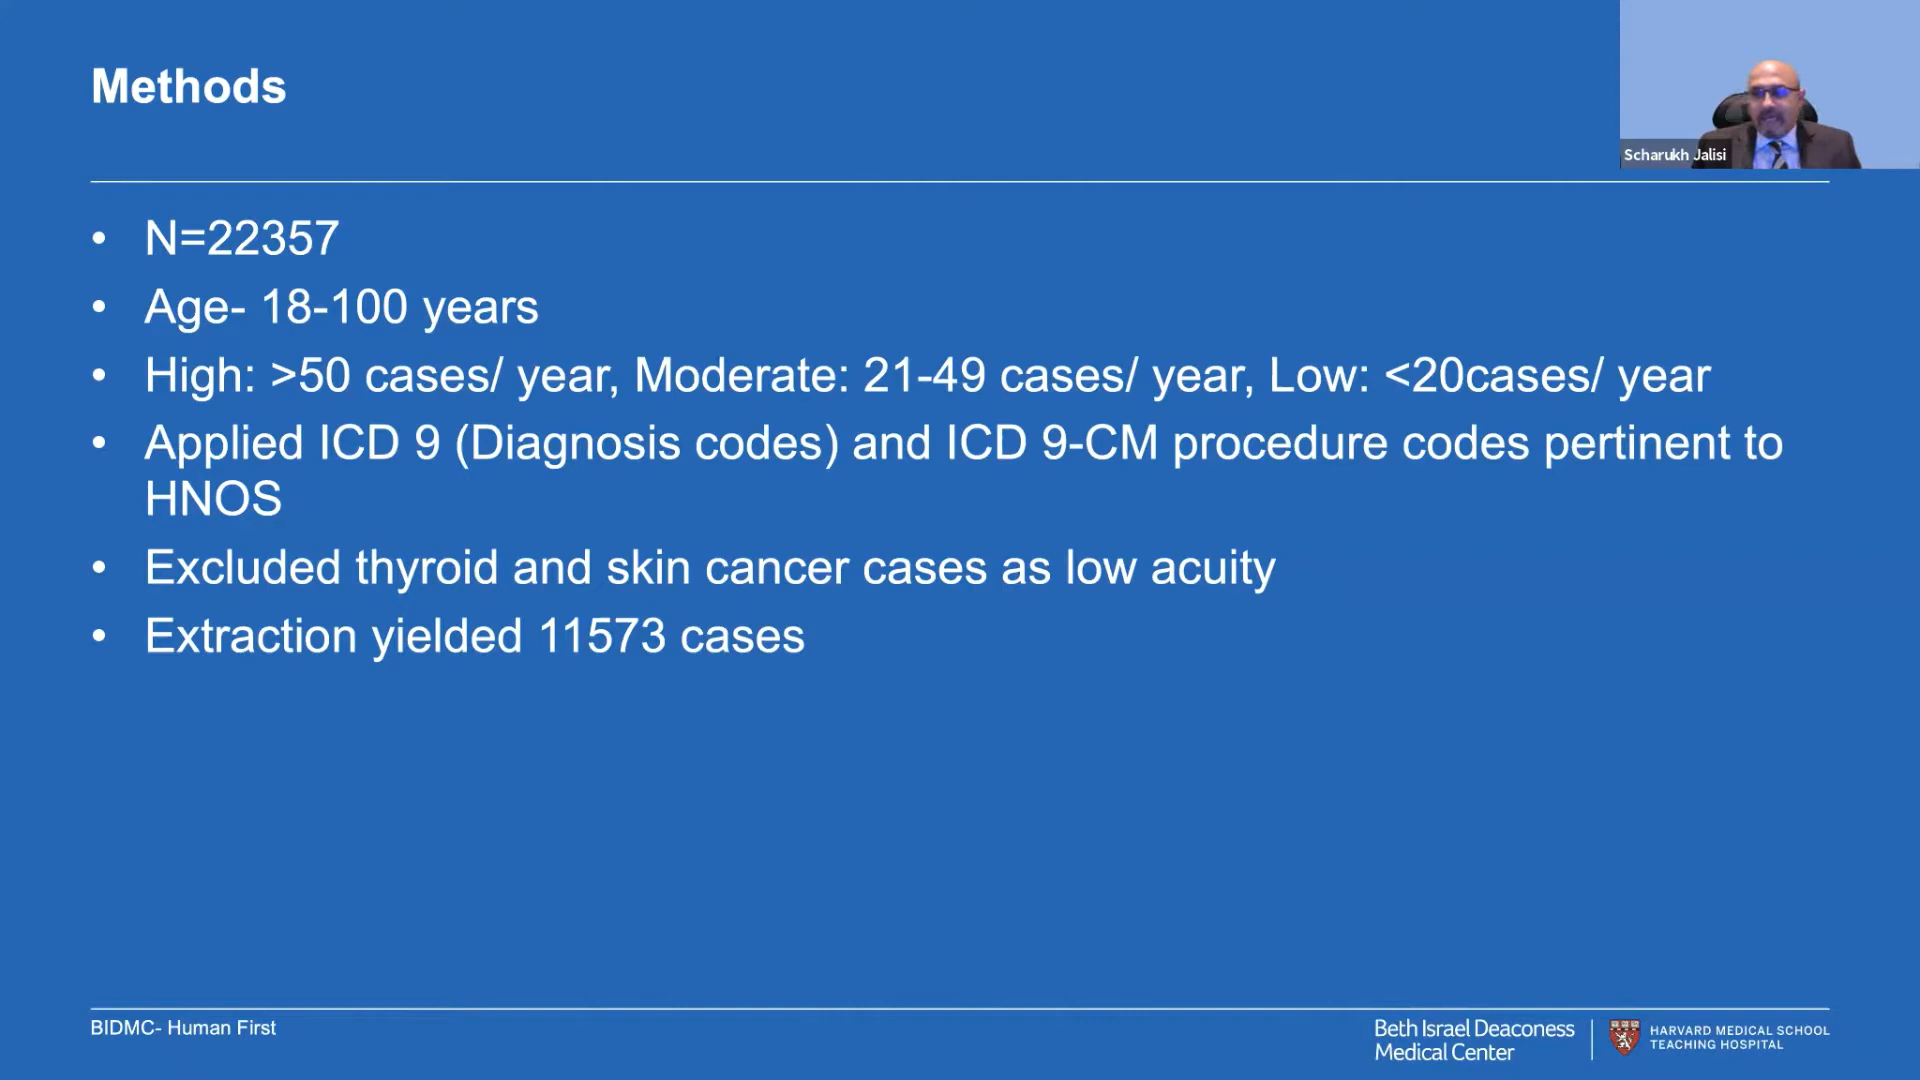 Methods
Scharukh Jalisi
• N=22357
• Age- 18-100 years
• High: >50 cases/ year, Moderate: 21-49 cases/ year, Low: <20cases/ year
• Applied ICD 9 (Diagnosis codes) and ICD 9-CM procedure codes pertinent to
HNOS
• Excluded thyroid and skin cancer cases as low acuity
• Extraction yielded 11573 cases
BIDMC- Human First
Beth Israel Deaconess
Medical Center
HARVARD MEDICAL SCHOOL
TEACHING HOSPITAL